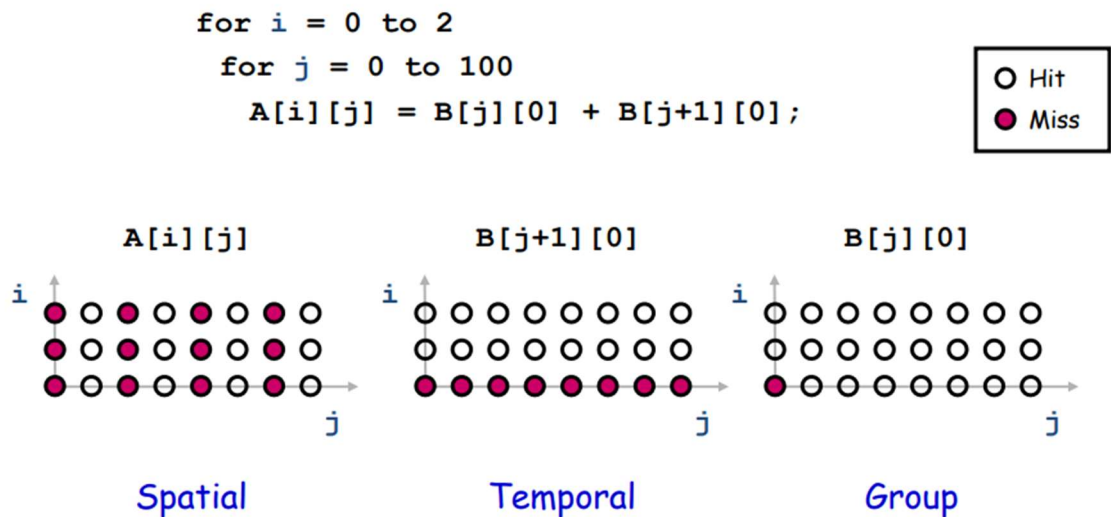 for i = 0 to 2
for j = 0 to 100
A[i][j] = B[j][0] + B[j+1][0];
Hit
Miss
A[i][j]
B[j+1][0]
B[j][0]
i
i
i
j
j
j
Spatial
Temporal
Group